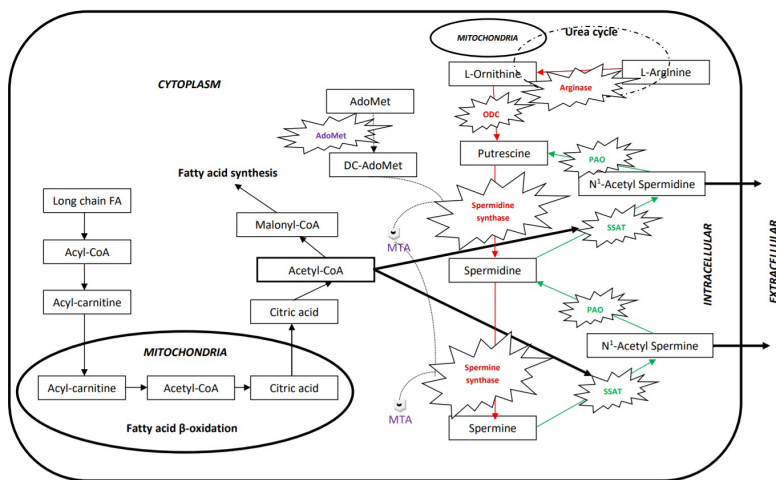 MITOCHONDRIA
Urea cycle
L-Ornithine
L-Arginine
Arginase
CYTOPLASM
AdoMet
ODC
AdoMet
Putrescine
PAO
DC-AdoMet
N¹-Acetyl Spermidine
Fatty acid synthesis
Long chain FA
Spermidine
synthase
Malonyl-CoA
SSAT
MTA
Acyl-CoA
Acetyl-CoA
Spermidine
INTRACELLULAR
EXTRACELLULAR
Acyl-carnitine
Citric acid
PAO
MITOCHONDRIA
N¹-Acetyl Spermine
Spermine
synthase
Acyl-carnitine
Acetyl-CoA
Citric acid
SSAT
MTA
Fatty acid β-oxidation
Spermine